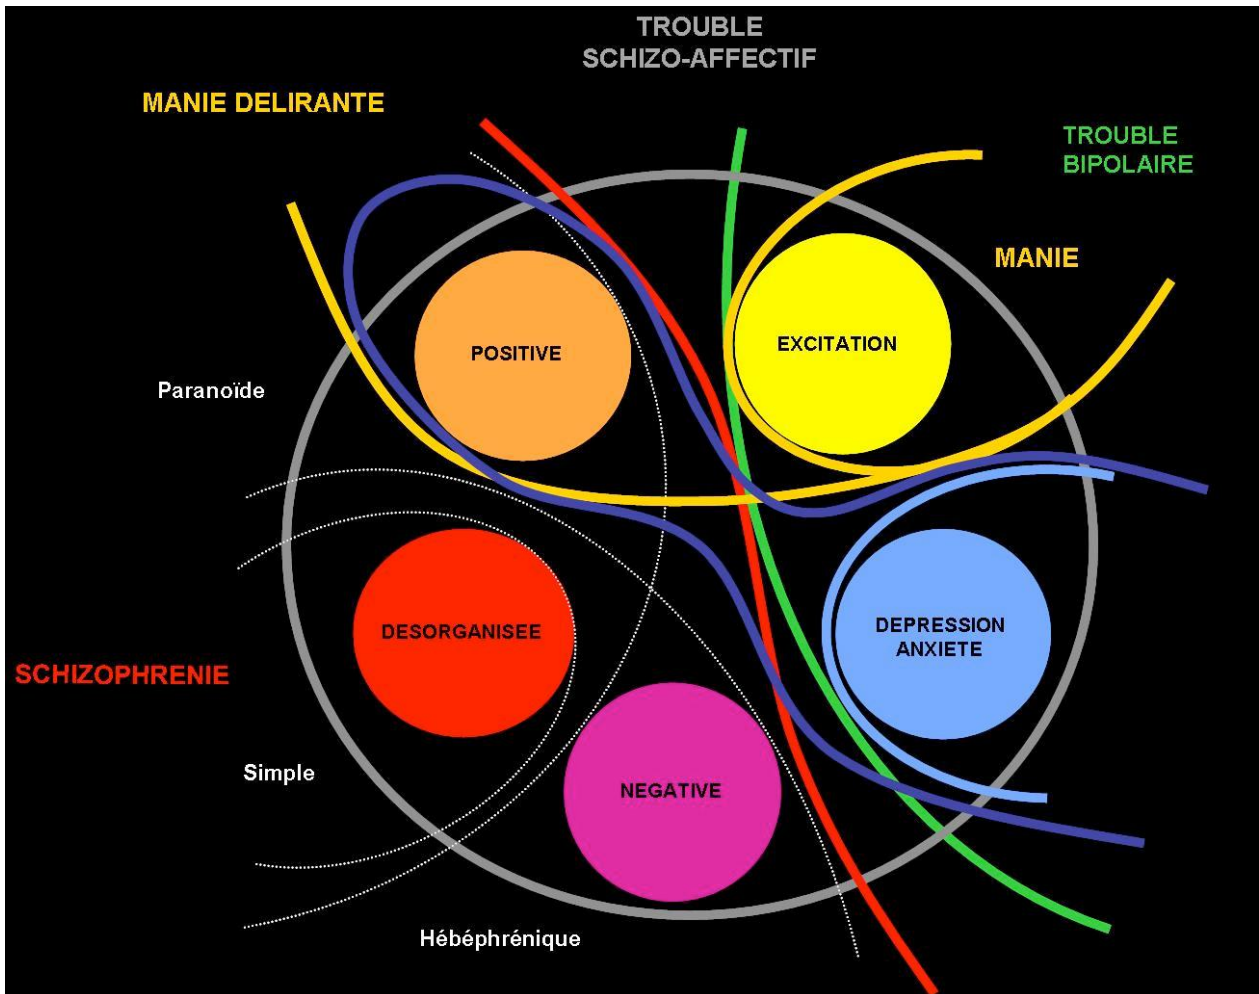 TROUBLE
SCHIZO-AFFECTIF
MANIE DELIRANTE
TROUBLE
BIPOLAIRE
MANIE
EXCITATION
POSITIVE
Paranoïde
DESORGANISEE
DEPRESSION
ANXIETE
SCHIZOPHRENIE
Simple
NEGATIVE
Hébéphrénique